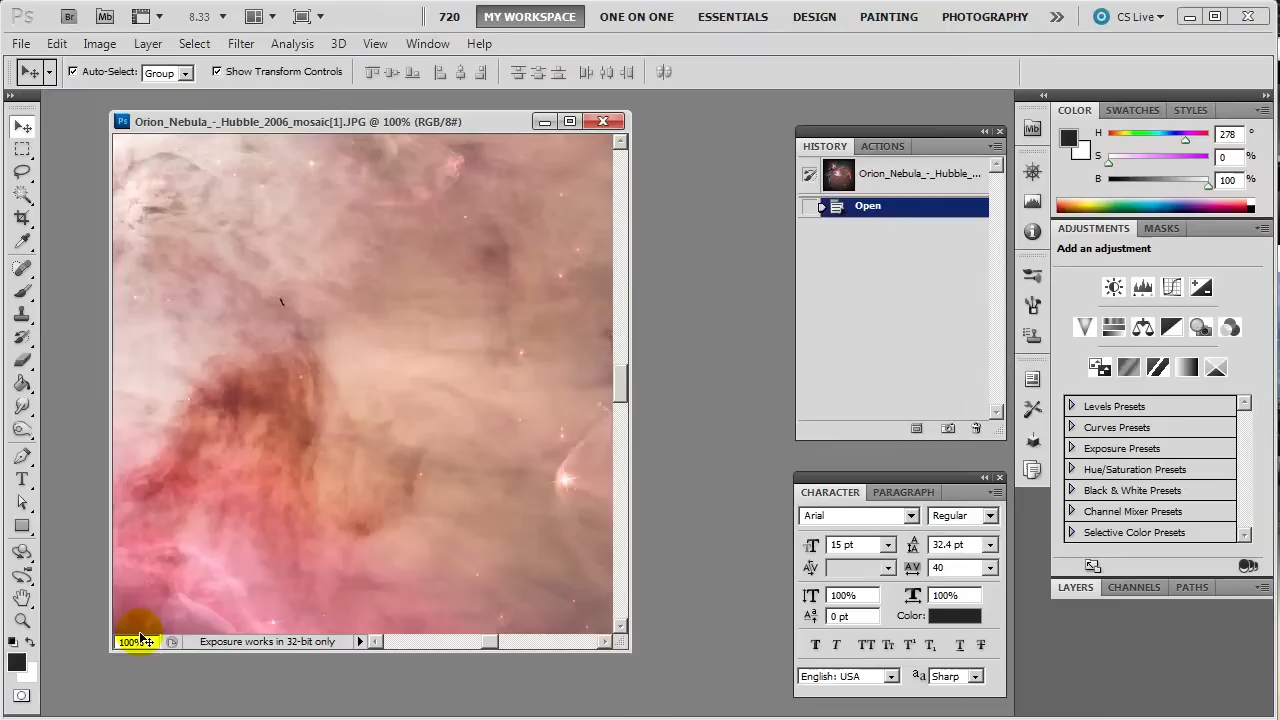 Ps Br Mb 8.33 720 MY WORKSPACE ONE ON ONE ESSENTIALS DESIGN PAINTING PHOTOGRAPHY CS Live
File Edit Image Layer Select Filter Analysis 3D View Window Help
Auto-Select: Group Show Transform Controls
Orion_Nebula_-_Hubble_2006_mosaic[1].JPG @ 100% (RGB/8#)
100%
Exposure works in 32-bit only
HISTORY ACTIONS
Orion_Nebula_-_Hubble_...
Open
CHARACTER PARAGRAPH
Arial Regular
15 pt 32.4 pt
40
100% 100%
0 pt Color:
English: USA Sharp
Mb
COLOR SWATCHES STYLES
H 278 °
S 0 %
B 100 %
ADJUSTMENTS MASKS
Add an adjustment
Levels Presets
Curves Presets
Exposure Presets
Hue/Saturation Presets
Black & White Presets
Channel Mixer Presets
Selective Color Presets
LAYERS CHANNELS PATHS